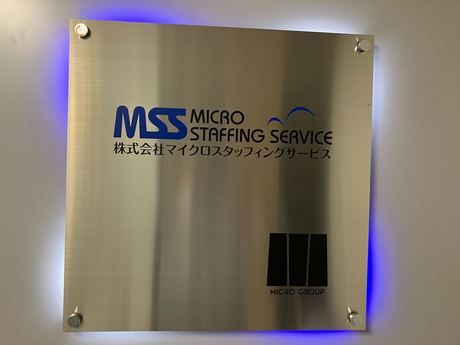 MSS MICRO
STAFFING SERVICE
株式会社マイクロスタッフィングサービス
MICRO GROUP